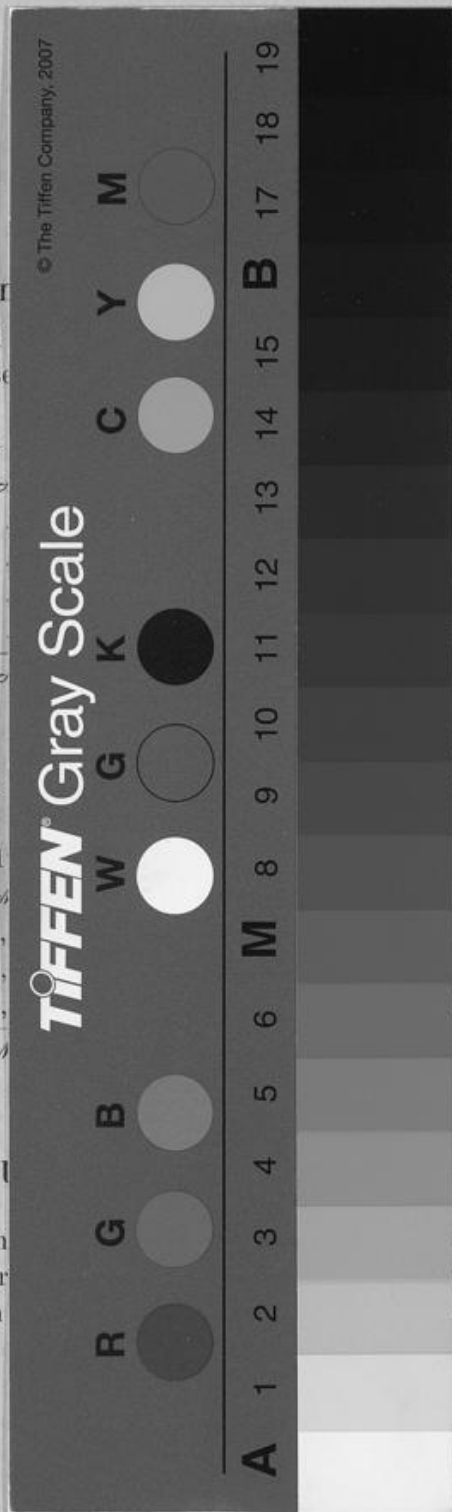 © The Tiffen Company, 2007
TIFFEN® Gray Scale
R G B W G K C Y M
A 1 2 3 4 5 6 M 8 9 10 11 12 13 14 15 B 17 18 19